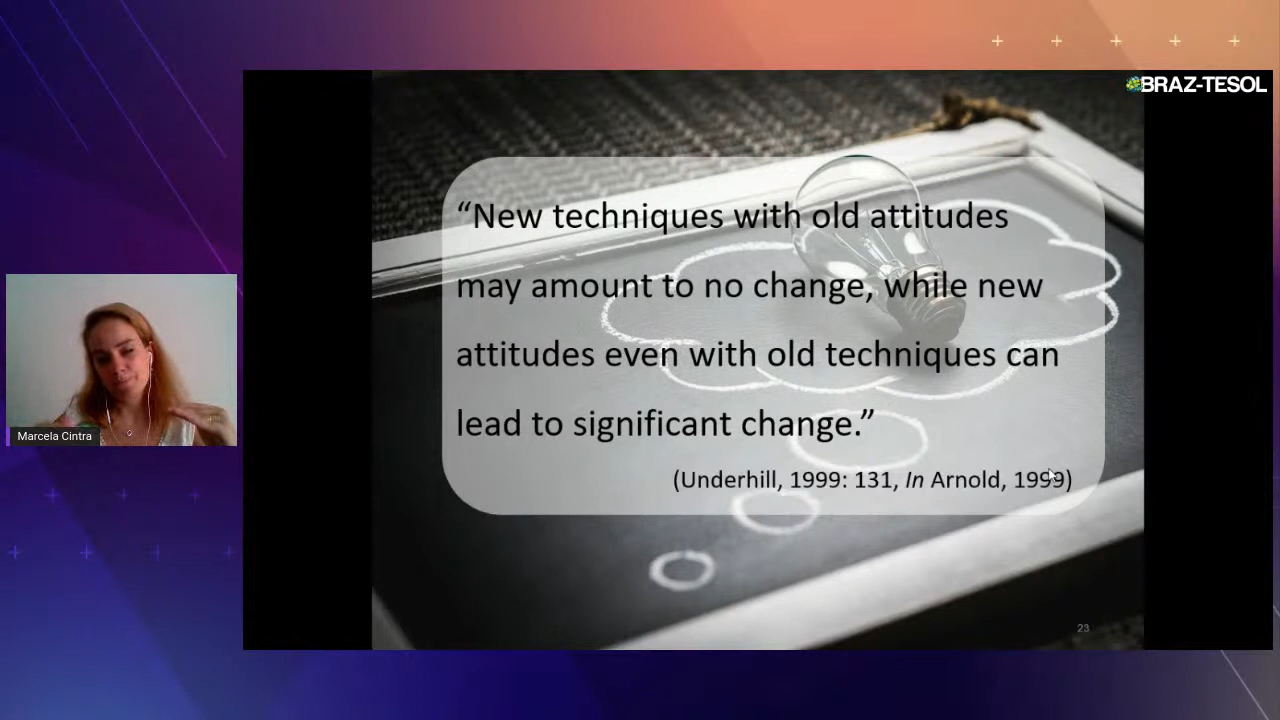 BRAZ-TESOL
“New techniques with old attitudes
may amount to no change, while new
attitudes even with old techniques can
lead to significant change.”
(Underhill, 1999: 131, In Arnold, 1999)
Marcela Cintra
23